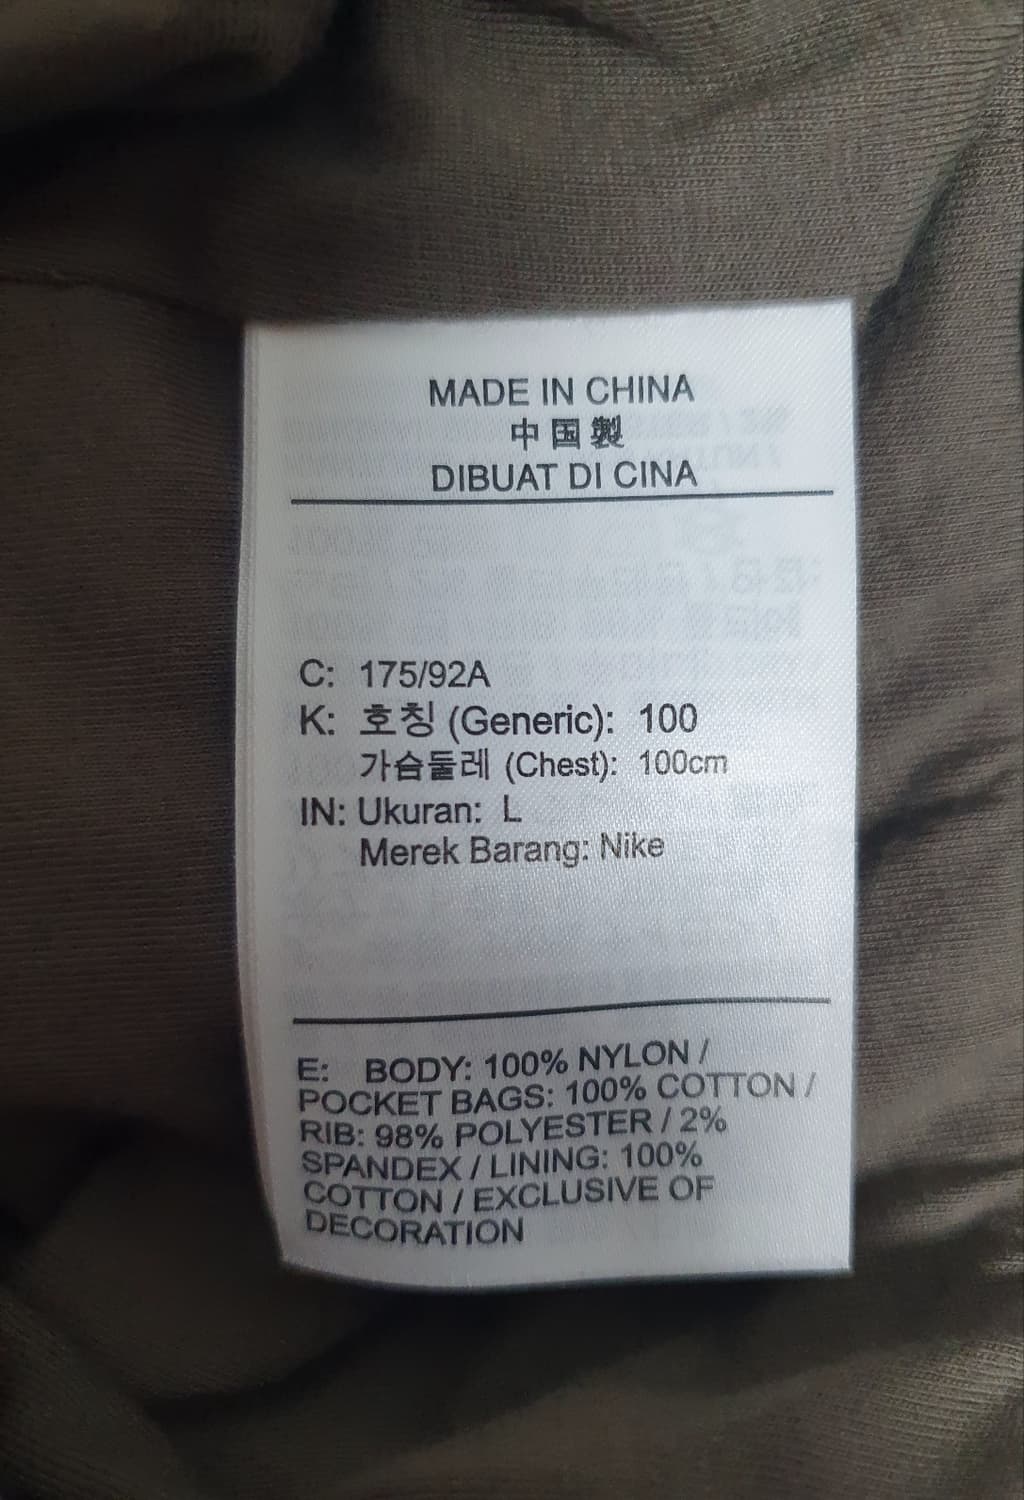 MADE IN CHINA
中国製
DIBUAT DI CINA
C: 175/92A
K: 호칭 (Generic): 100
가슴둘레 (Chest): 100cm
IN: Ukuran: L
Merek Barang: Nike
E: BODY: 100% NYLON /
POCKET BAGS: 100% COTTON /
RIB: 98% POLYESTER / 2%
SPANDEX / LINING: 100%
COTTON / EXCLUSIVE OF
DECORATION